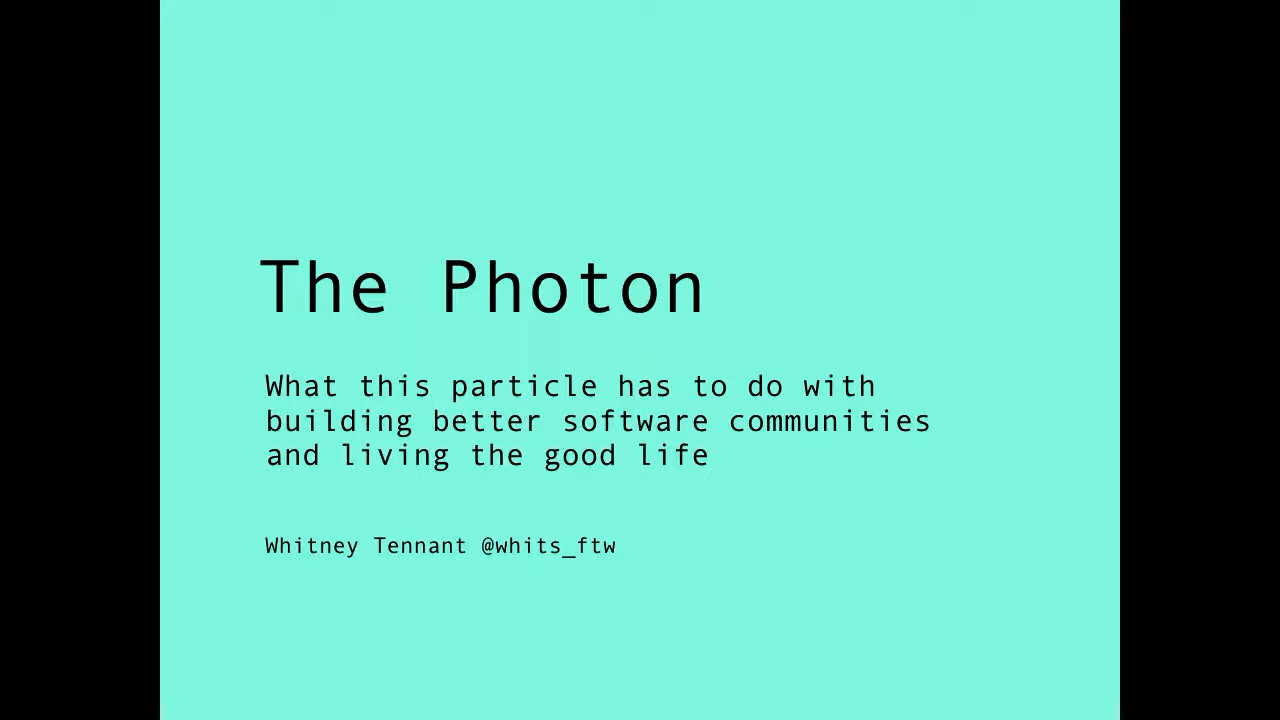 The Photon
What this particle has to do with
building better software communities
and living the good life
Whitney Tennant @whits_ftw